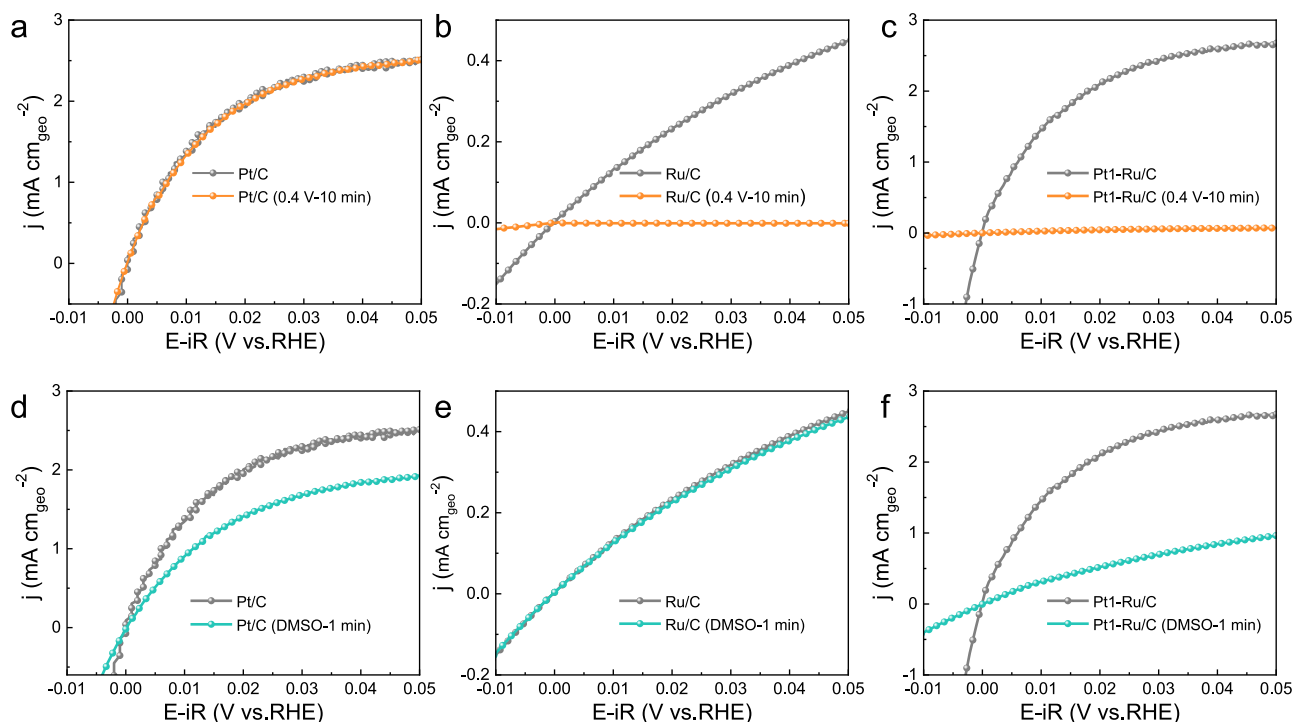 a
3
2
1
0
j (mA cm_geo^-2)
Pt/C
Pt/C (0.4 V-10 min)
-0.01 0.00 0.01 0.02 0.03 0.04 0.05
E-iR (V vs.RHE)
b
0.4
0.2
0.0
-0.2
j (mA cm_geo^-2)
Ru/C
Ru/C (0.4 V-10 min)
-0.01 0.00 0.01 0.02 0.03 0.04 0.05
E-iR (V vs.RHE)
c
3
2
1
0
-1
j (mA cm_geo^-2)
Pt1-Ru/C
Pt1-Ru/C (0.4 V-10 min)
-0.01 0.00 0.01 0.02 0.03 0.04 0.05
E-iR (V vs.RHE)
d
3
2
1
0
j (mA cm_geo^-2)
Pt/C
Pt/C (DMSO-1 min)
-0.01 0.00 0.01 0.02 0.03 0.04 0.05
E-iR (V vs.RHE)
e
0.4
0.2
0.0
-0.2
j (mA cm_geo^-2)
Ru/C
Ru/C (DMSO-1 min)
-0.01 0.00 0.01 0.02 0.03 0.04 0.05
E-iR (V vs.RHE)
f
3
2
1
0
-1
j (mA cm_geo^-2)
Pt1-Ru/C
Pt1-Ru/C (DMSO-1 min)
-0.01 0.00 0.01 0.02 0.03 0.04 0.05
E-iR (V vs.RHE)